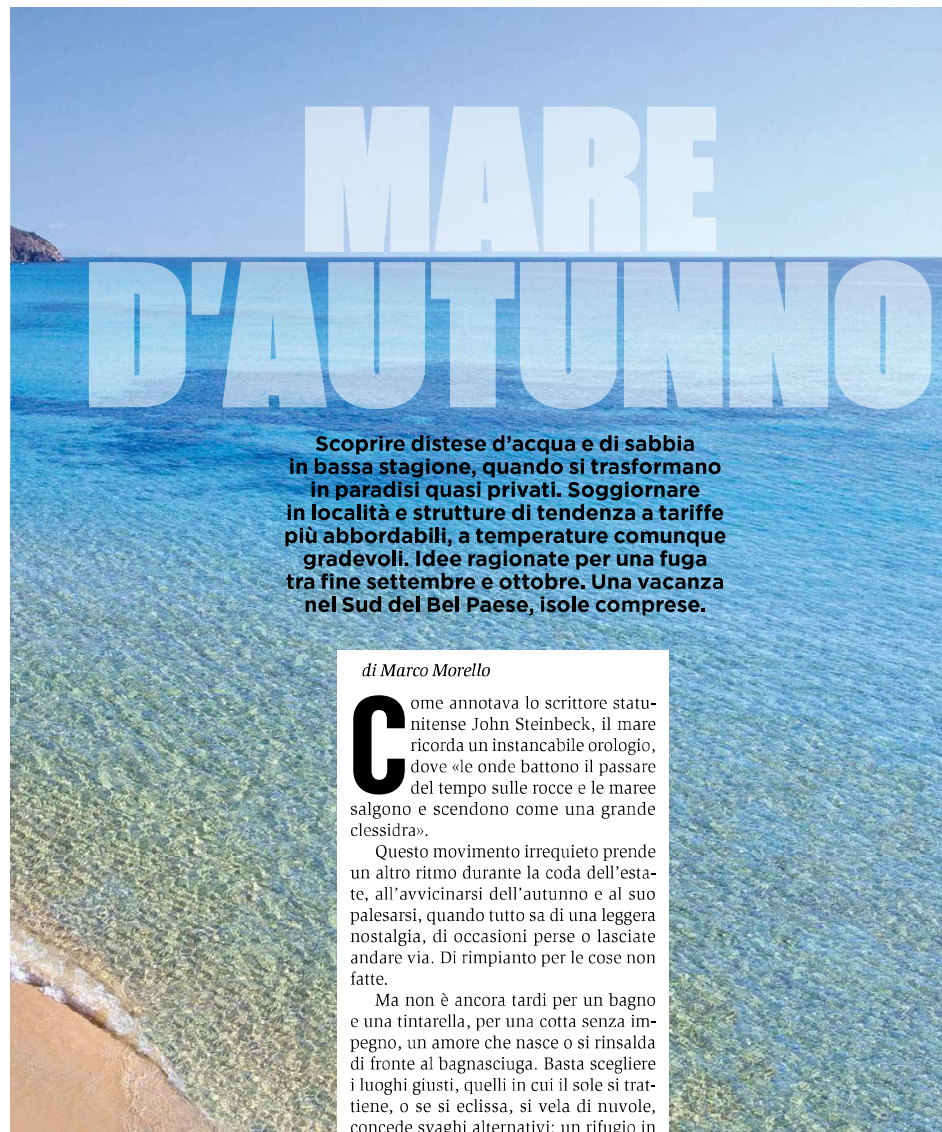 MARE
D'AUTUNNO
Scoprire distese d'acqua e di sabbia
in bassa stagione, quando si trasformano
in paradisi quasi privati. Soggiornare
in località e strutture di tendenza a tariffe
più abbordabili, a temperature comunque
gradevoli. Idee ragionate per una fuga
tra fine settembre e ottobre. Una vacanza
nel Sud del Bel Paese, isole comprese.
di Marco Morello
Come annotava lo scrittore statu-
nitense John Steinbeck, il mare
ricorda un instancabile orologio,
dove «le onde battono il passare
del tempo sulle rocce e le maree
salgono e scendono come una grande
clessidra».
Questo movimento irrequieto prende
un altro ritmo durante la coda dell'esta-
te, all'avvicinarsi dell'autunno e al suo
palesarsi, quando tutto sa di una leggera
nostalgia, di occasioni perse o lasciate
andare via. Di rimpianto per le cose non
fatte.
Ma non è ancora tardi per un bagno
e una tintarella, per una cotta senza im-
pegno, un amore che nasce o si rinsalda
di fronte al bagnasciuga. Basta scegliere
i luoghi giusti, quelli in cui il sole si trat-
tiene, o se si eclissa, si vela di nuvole,
concede svaghi alternativi: un rifugio in